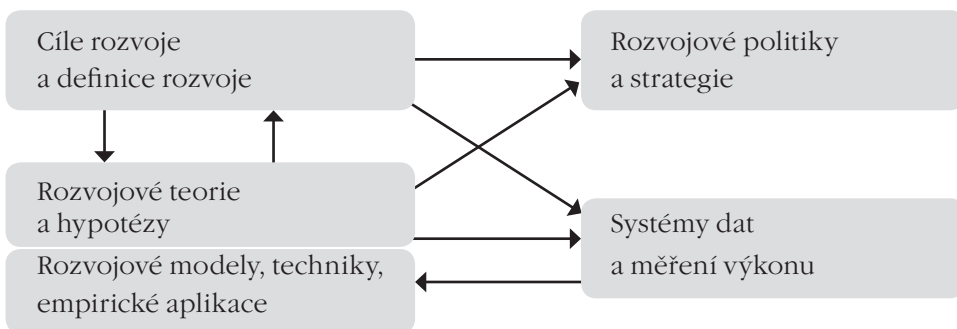 Cíle rozvoje
a definice rozvoje
Rozvojové politiky
a strategie
Rozvojové teorie
a hypotézy
Rozvojové modely, techniky,
empirické aplikace
Systémy dat
a měření výkonu